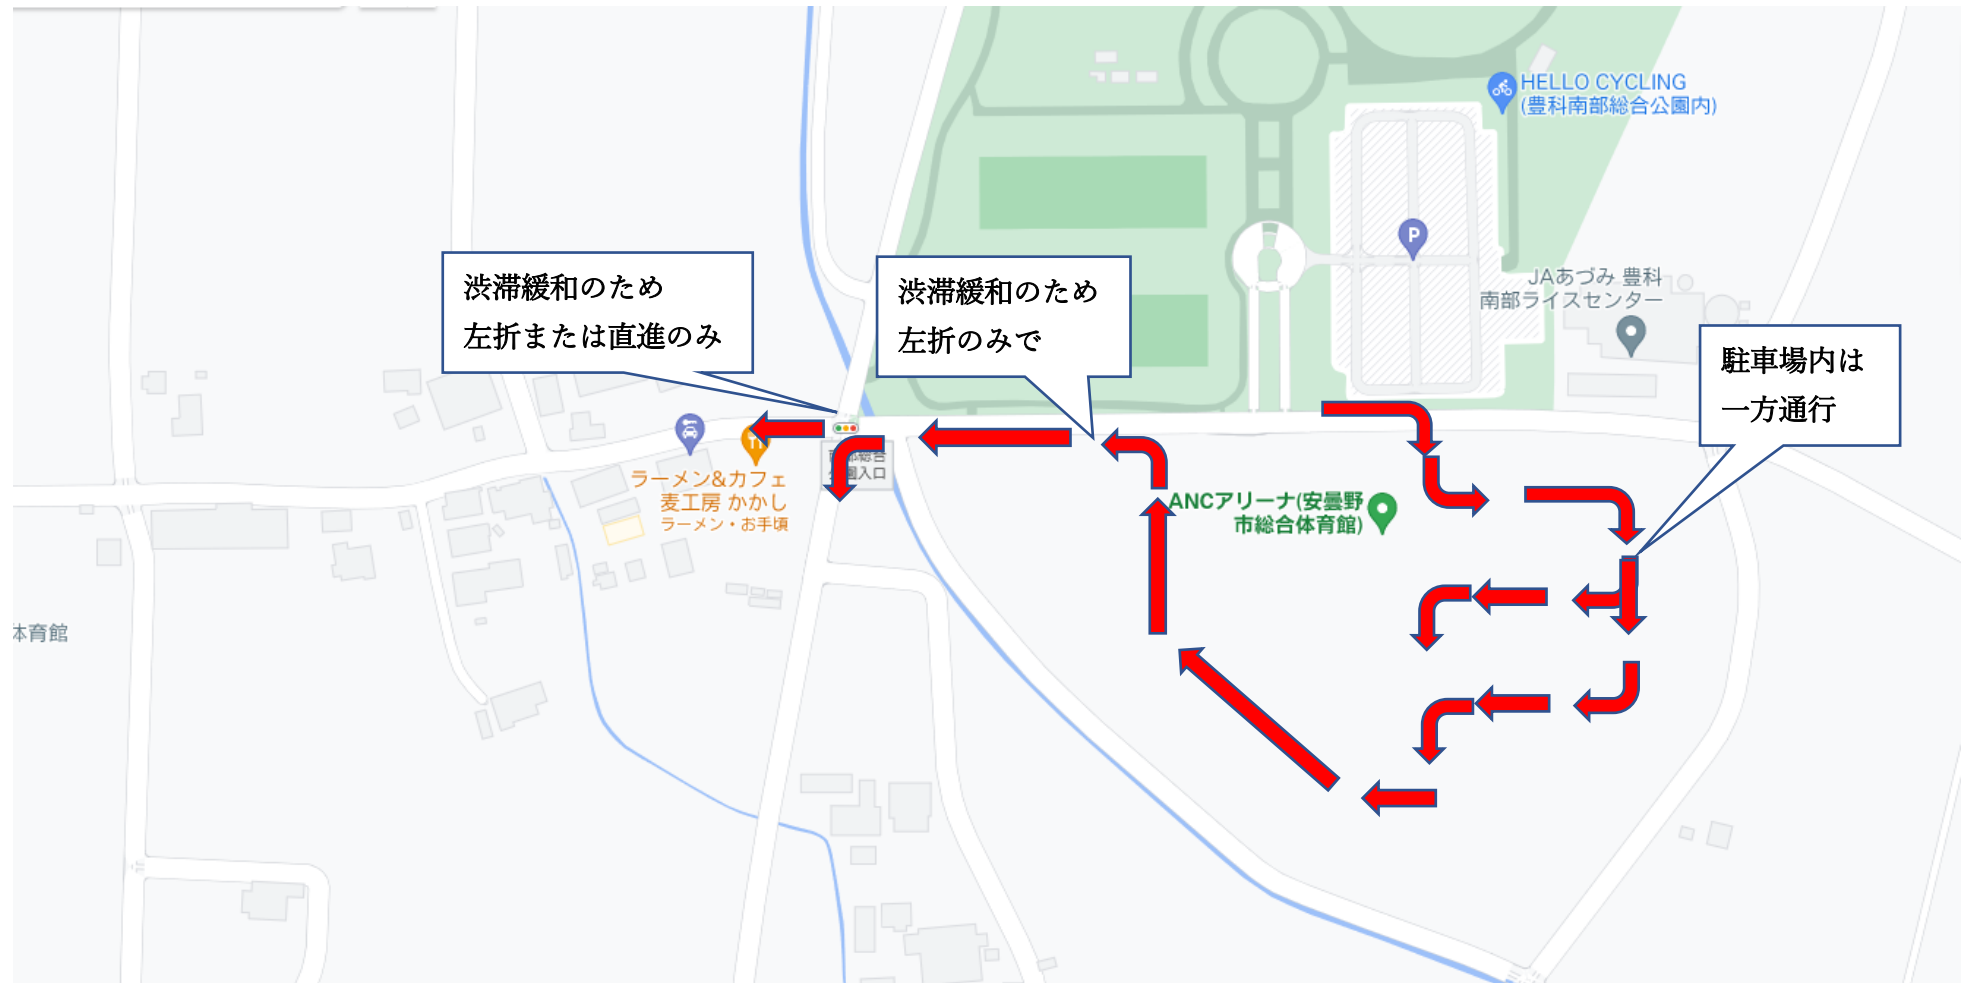 HELLO CYCLING
(豊科南部総合公園内)
P
JAあづみ 豊科
南部ライスセンター
渋滞緩和のため
左折または直進のみ
渋滞緩和のため
左折のみで
駐車場内は
一方通行
ラーメン&カフェ
麦工房 かかし
ラーメン・お手頃
園入口
ANCアリーナ(安曇野
市総合体育館)
体育館